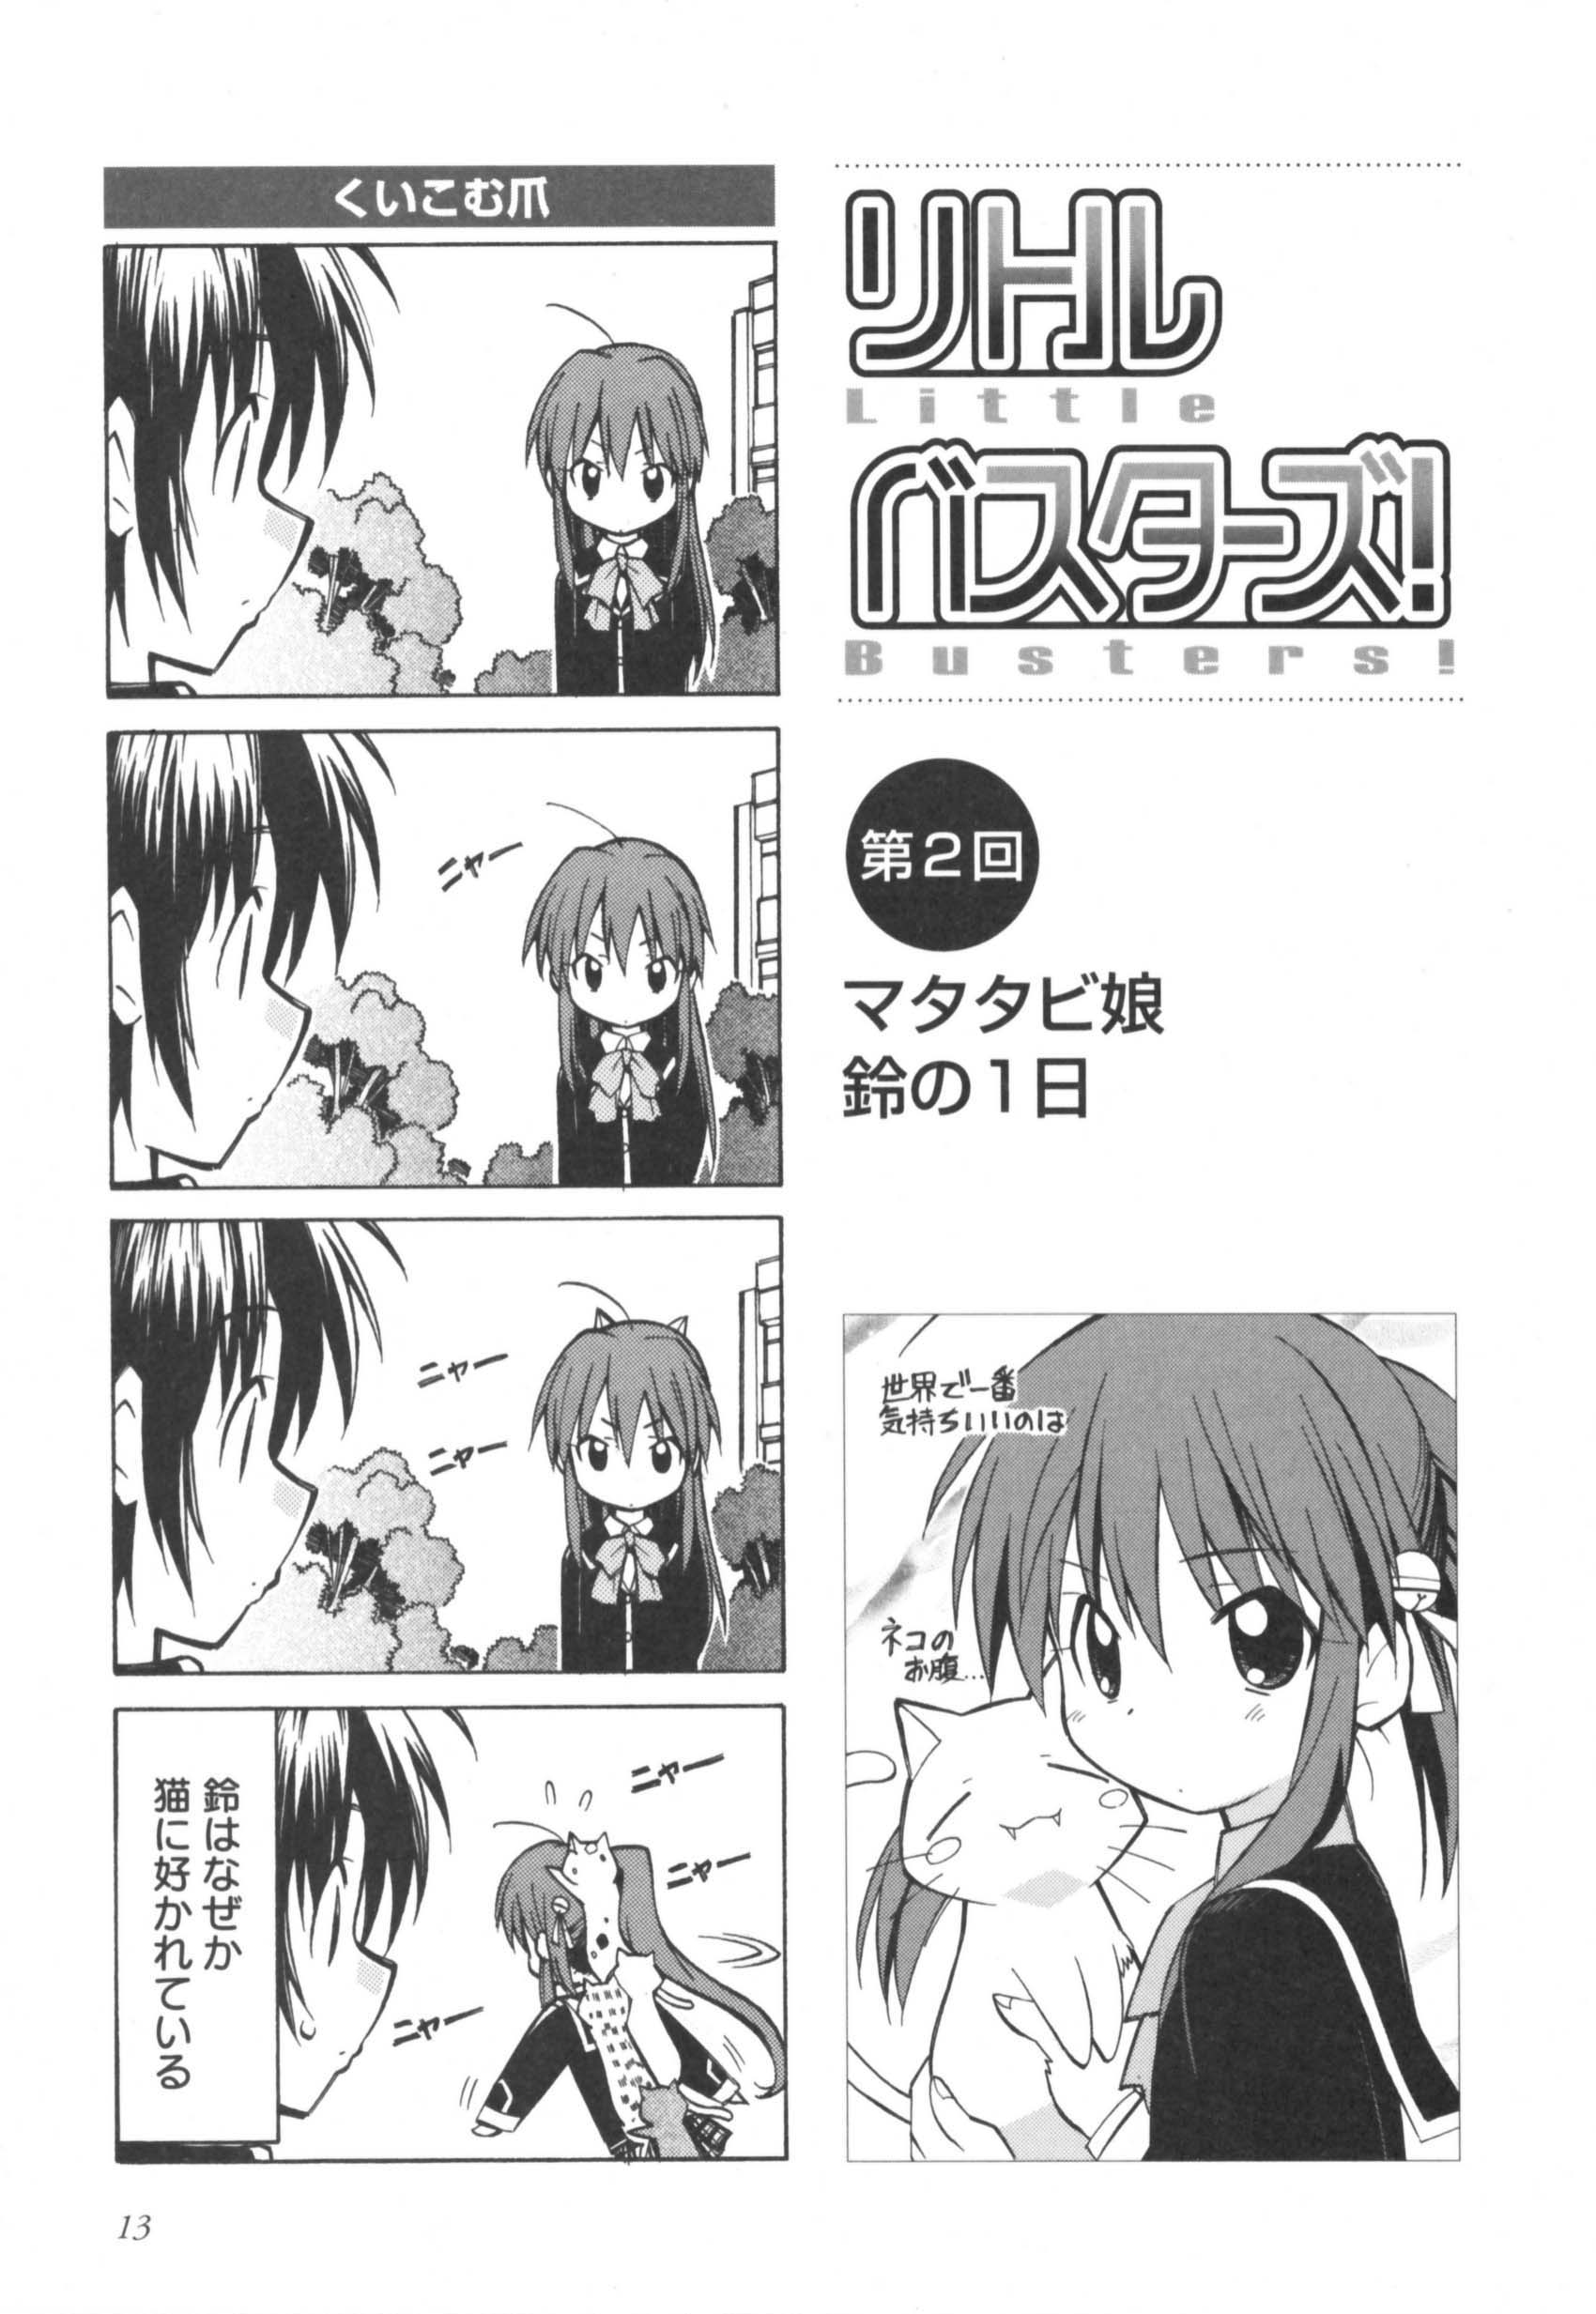 リトル
Little
バスターズ!
Busters!
第2回
マタタビ娘
鈴の1日
世界で一番
気持ちいいのは
ネコの
お腹…
くいこむ爪
ニャー
ニャー
ニャー
ニャー
ニャー
ニャー
鈴はなぜか
猫に好かれている
13